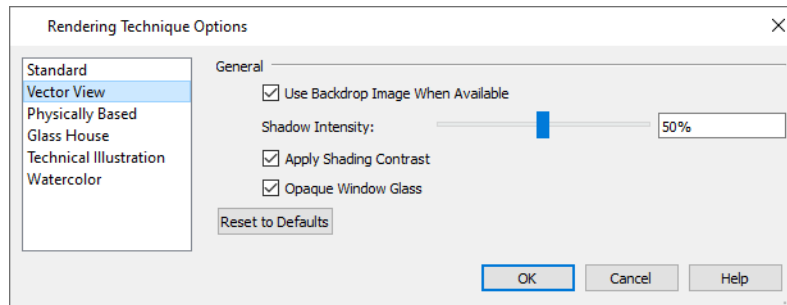 Rendering Technique Options
Standard
Vector View
Physically Based
Glass House
Technical Illustration
Watercolor
General
Use Backdrop Image When Available
Shadow Intensity:
50%
Apply Shading Contrast
Opaque Window Glass
Reset to Defaults
OK
Cancel
Help